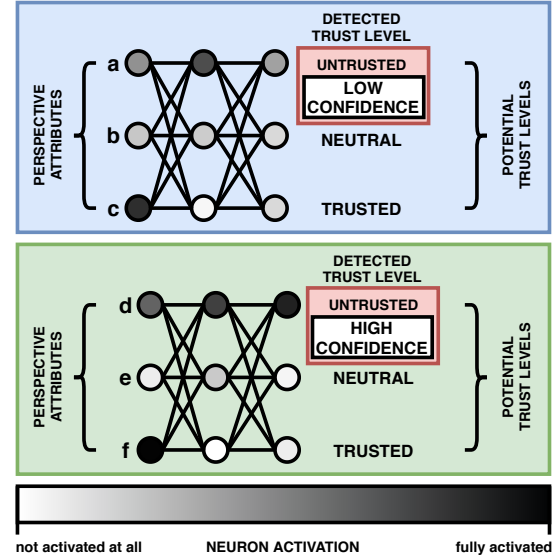 DETECTED
TRUST LEVEL
PERSPECTIVE
ATTRIBUTES
a
UNTRUSTED
LOW
CONFIDENCE
b
NEUTRAL
c
TRUSTED
POTENTIAL
TRUST LEVELS
DETECTED
TRUST LEVEL
PERSPECTIVE
ATTRIBUTES
d
UNTRUSTED
HIGH
CONFIDENCE
e
NEUTRAL
f
TRUSTED
POTENTIAL
TRUST LEVELS
not activated at all NEURON ACTIVATION fully activated